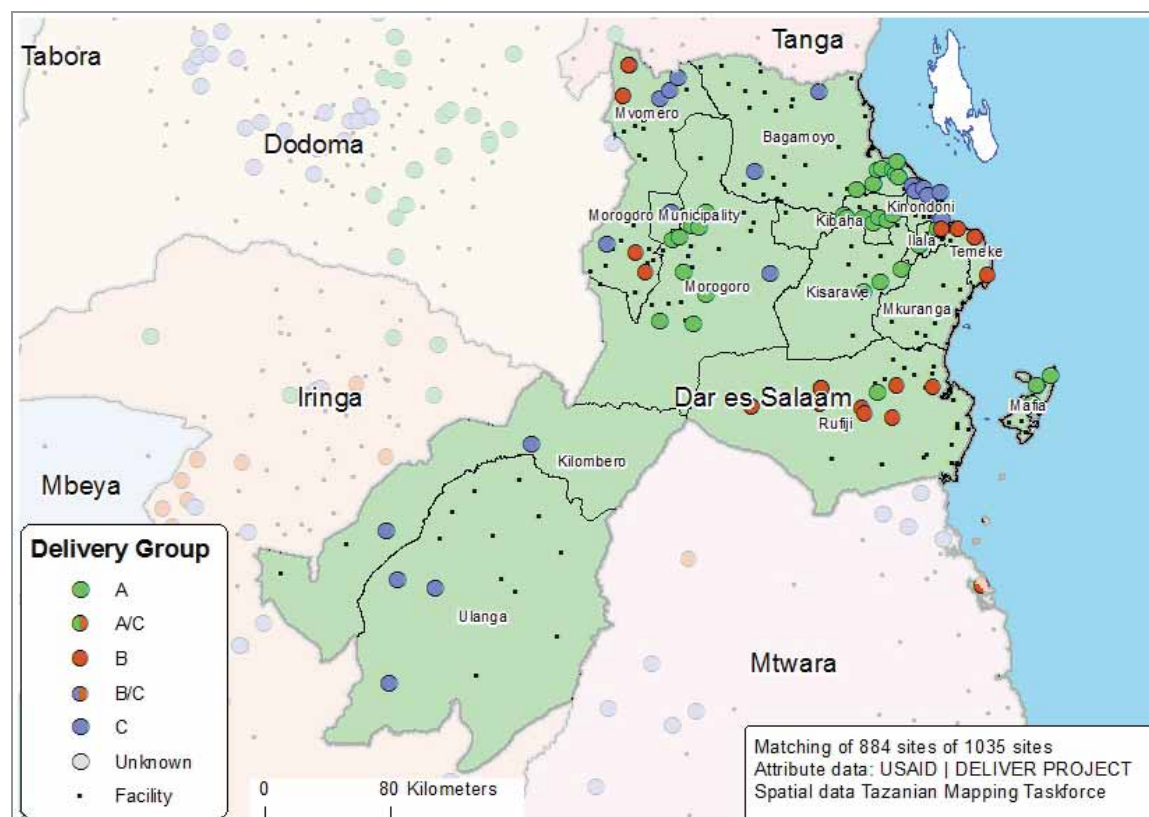 Tabora
Tanga
Dodoma
Mvomero
Bagamoyo
Morogoro Municipality
Kibaha
Kinondoni
Ilala
Temeke
Morogoro
Kisarawe
Mkuranga
Iringa
Dar es Salaam
Mafia
Rufiji
Kilombero
Mbeya
Ulanga
Mtwara
Delivery Group
A
A/C
B
B/C
C
Unknown
Facility
0 80 Kilometers
Matching of 884 sites of 1035 sites
Attribute data: USAID | DELIVER PROJECT
Spatial data Tazanian Mapping Taskforce